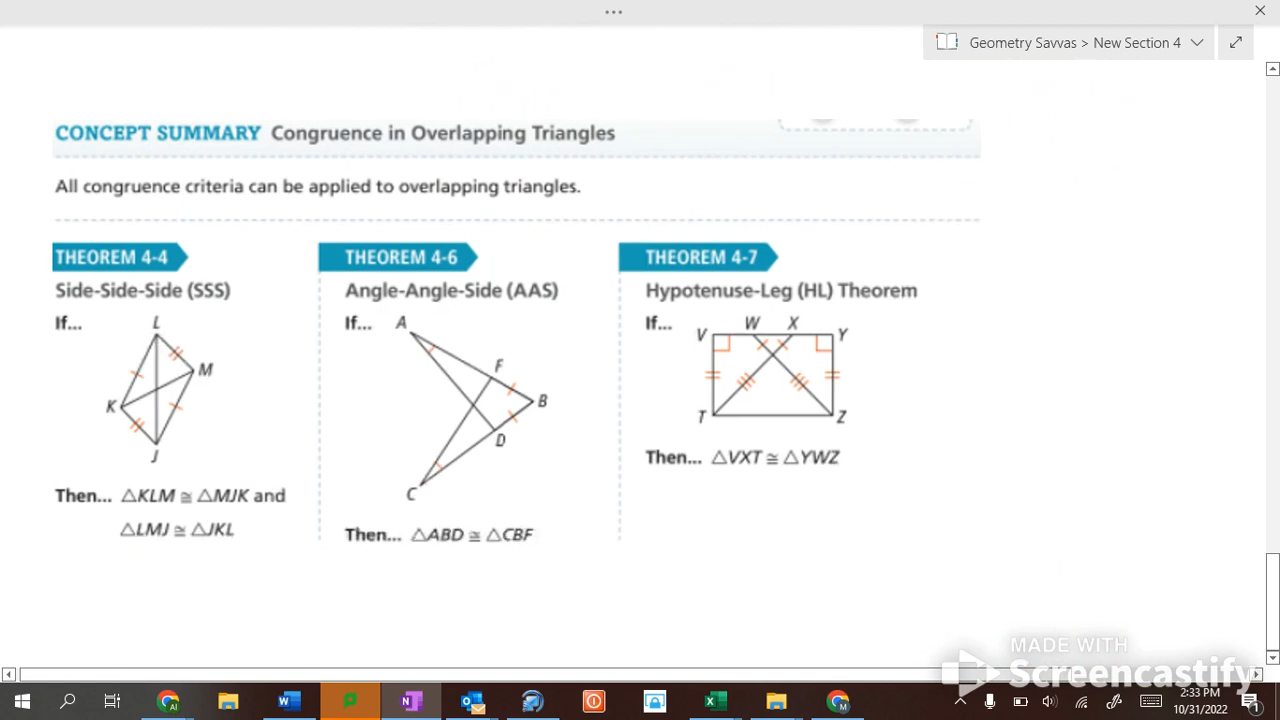 Geometry Savvas > New Section 4
CONCEPT SUMMARY Congruence in Overlapping Triangles
All congruence criteria can be applied to overlapping triangles.
THEOREM 4-4
Side-Side-Side (SSS)
If...
L
M
K
J
Then... △KLM ≅ △MJK and
△LMJ ≅ △JKL
THEOREM 4-6
Angle-Angle-Side (AAS)
If...
A
F
B
D
C
Then... △ABD ≅ △CBF
THEOREM 4-7
Hypotenuse-Leg (HL) Theorem
If...
V W X Y
T Z
Then... △VXT ≅ △YWZ
MADE WITH
Screencastify
2:33 PM
10/31/2022